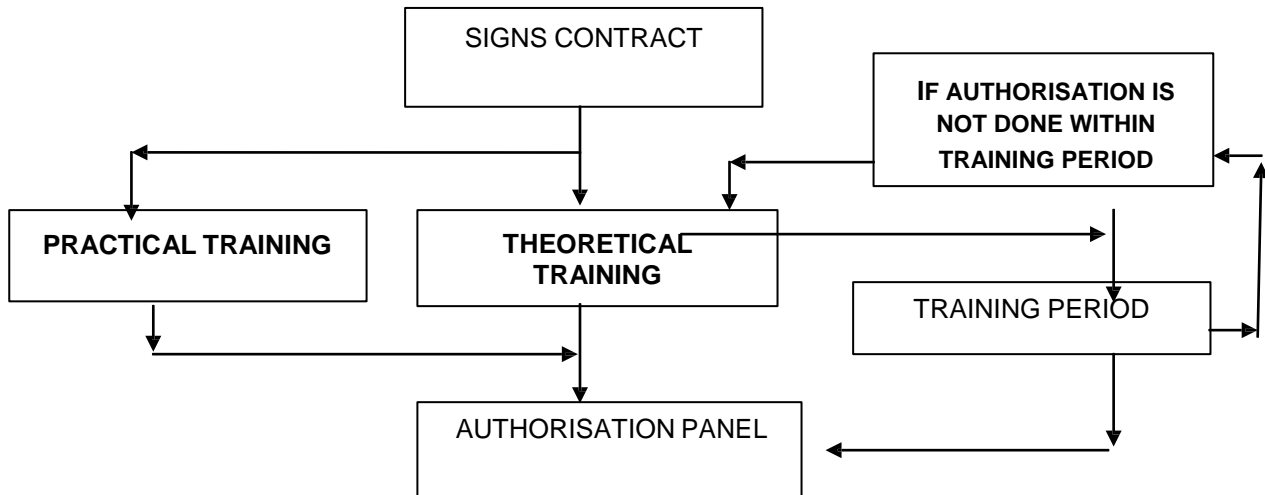 SIGNS CONTRACT
IF AUTHORISATION IS
NOT DONE WITHIN
TRAINING PERIOD
PRACTICAL TRAINING
THEORETICAL
TRAINING
TRAINING PERIOD
AUTHORISATION PANEL